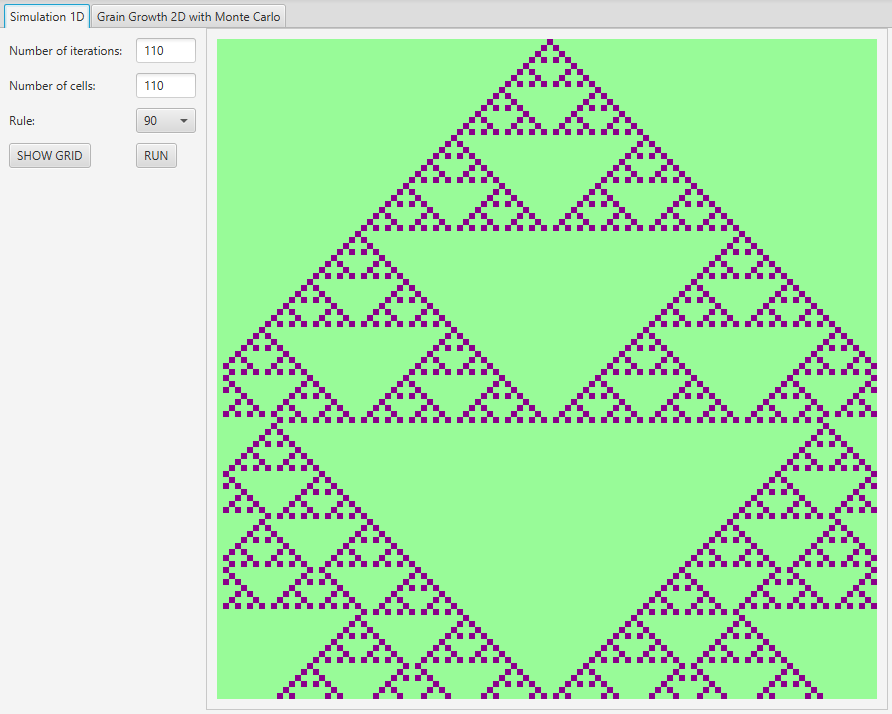 Simulation 1D
Grain Growth 2D with Monte Carlo
Number of iterations: 110
Number of cells: 110
Rule: 90
SHOW GRID
RUN